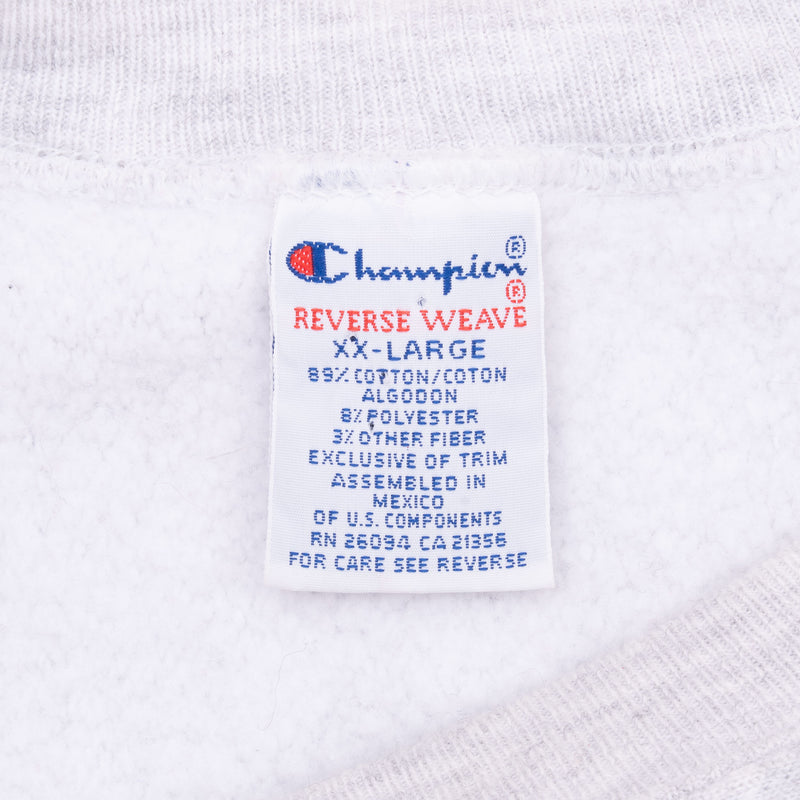 Champion®
REVERSE WEAVE®
XX-LARGE
89% COTTON/COTON
ALGODON
8% POLYESTER
3% OTHER FIBER
EXCLUSIVE OF TRIM
ASSEMBLED IN
MEXICO
OF U.S. COMPONENTS
RN 26094 CA 21356
FOR CARE SEE REVERSE